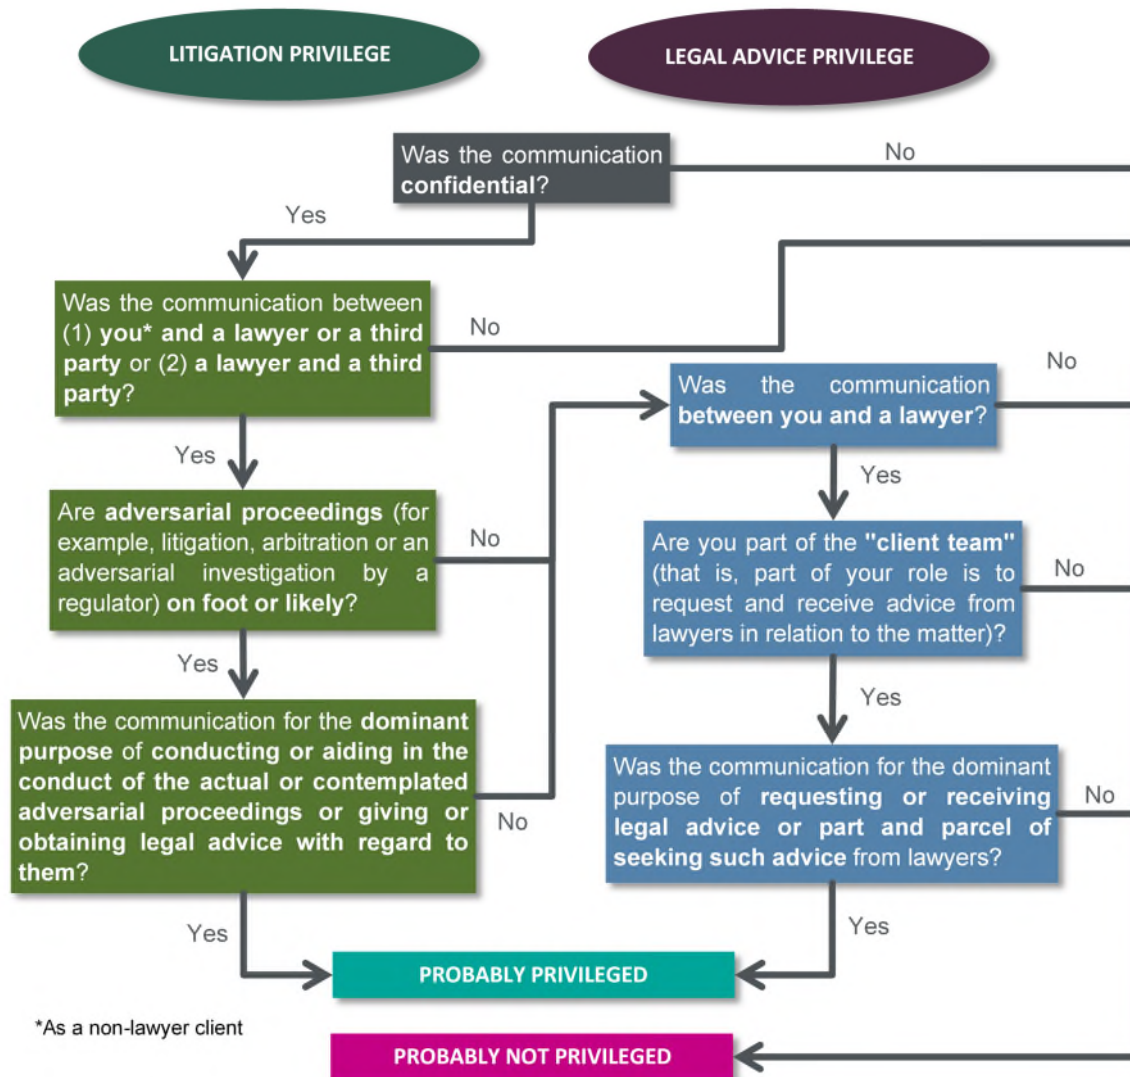 LITIGATION PRIVILEGE
LEGAL ADVICE PRIVILEGE
Was the communication
confidential?
No
Yes
Was the communication between
(1) you* and a lawyer or a third
party or (2) a lawyer and a third
party?
No
Was the communication
between you and a lawyer?
No
Yes
Yes
Are adversarial proceedings (for
example, litigation, arbitration or an
adversarial investigation by a
regulator) on foot or likely?
No
Are you part of the "client team"
(that is, part of your role is to
request and receive advice from
lawyers in relation to the matter)?
No
Yes
Yes
Was the communication for the dominant
purpose of conducting or aiding in the
conduct of the actual or contemplated
adversarial proceedings or giving or
obtaining legal advice with regard to
them?
No
Was the communication for the dominant
purpose of requesting or receiving
legal advice or part and parcel of
seeking such advice from lawyers?
No
Yes
Yes
PROBABLY PRIVILEGED
*As a non-lawyer client
PROBABLY NOT PRIVILEGED